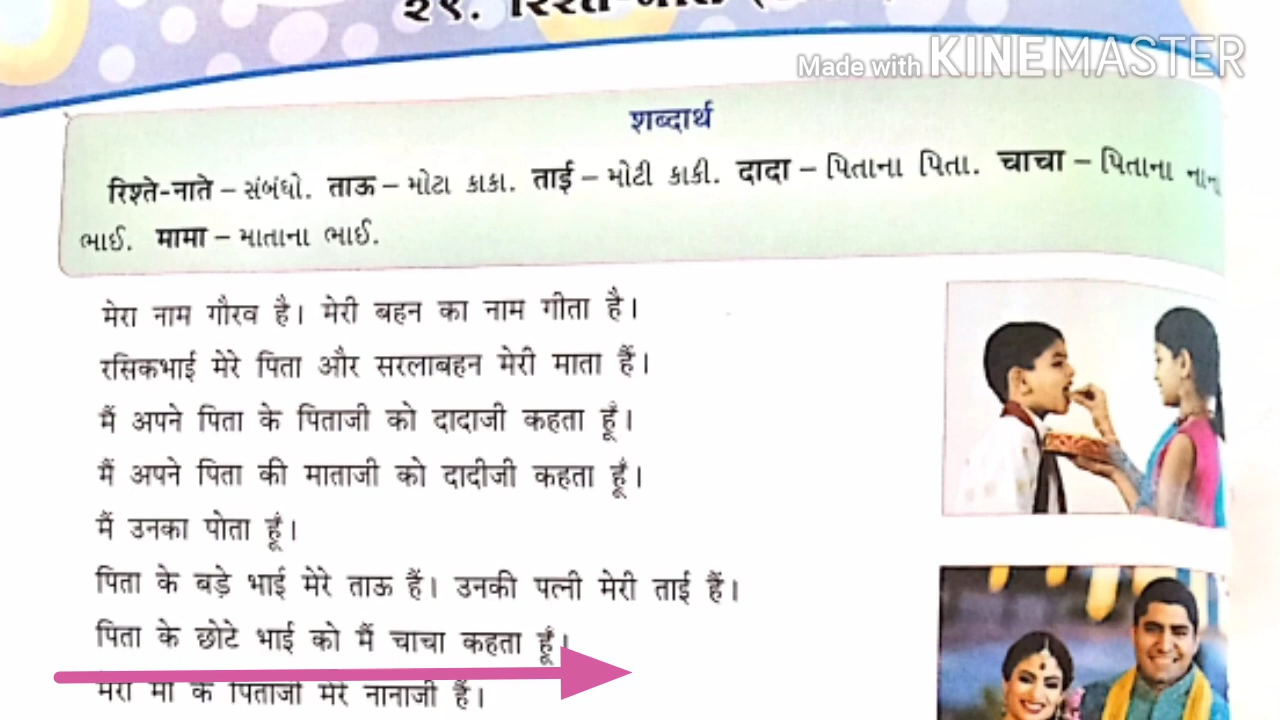 २९. रिश्ते-नाते
Made with KINEMASTER
शब्दार्थ
रिश्ते-नाते – સંબંધો. ताऊ – મોટા કાકા. ताई – મોટી કાકી. दादा – પિતાના પિતા. चाचा – પિતાના
ભાઈ. मामा – માતાના ભાઈ.
मेरा नाम गौरव है। मेरी बहन का नाम गीता है।
रसिकभाई मेरे पिता और सरलाबहन मेरी माता हैं।
मैं अपने पिता के पिताजी को दादाजी कहता हूँ।
मैं अपने पिता की माताजी को दादीजी कहता हूँ।
मैं उनका पोता हूँ।
पिता के बड़े भाई मेरे ताऊ हैं। उनकी पत्नी मेरी ताई हैं।
पिता के छोटे भाई को मैं चाचा कहता हूँ।
मेरी माँ के पिताजी मेरे नानाजी हैं।